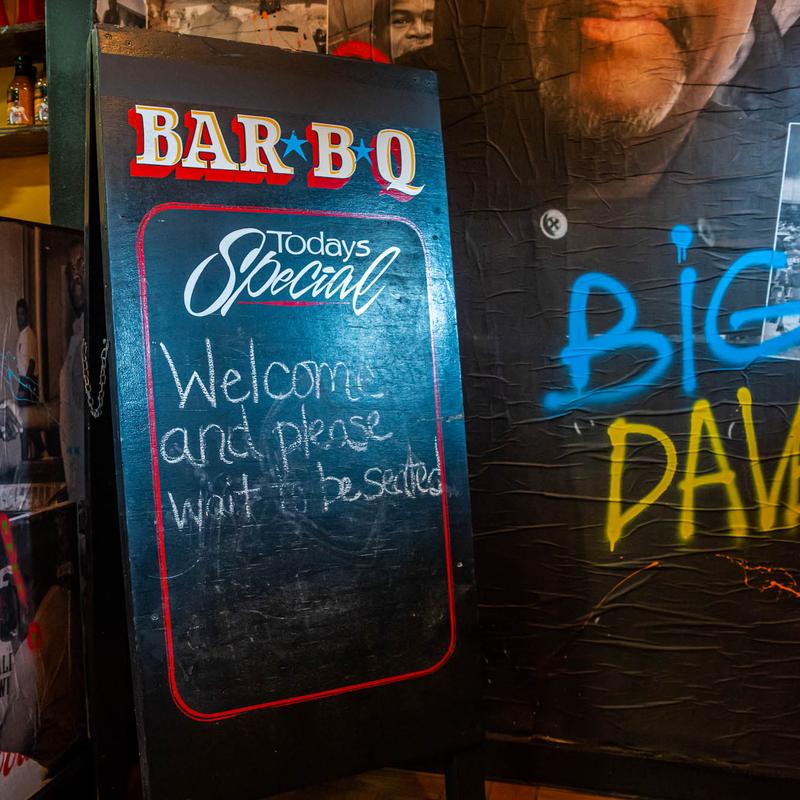 BAR★B★Q
Todays
Special
Welcome
and please
wait to be seated
BiG
DAV